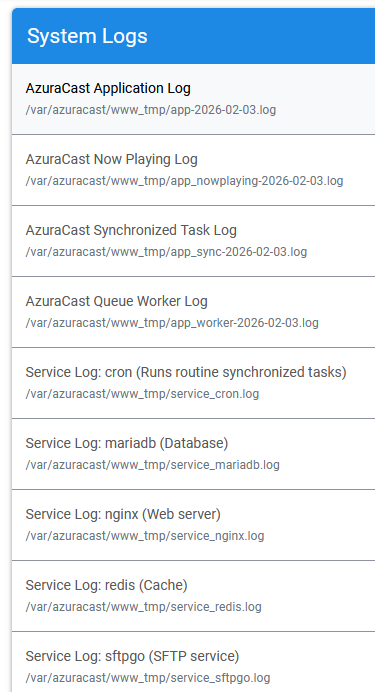 System Logs
AzuraCast Application Log
/var/azuracast/www_tmp/app-2026-02-03.log
AzuraCast Now Playing Log
/var/azuracast/www_tmp/app_nowplaying-2026-02-03.log
AzuraCast Synchronized Task Log
/var/azuracast/www_tmp/app_sync-2026-02-03.log
AzuraCast Queue Worker Log
/var/azuracast/www_tmp/app_worker-2026-02-03.log
Service Log: cron (Runs routine synchronized tasks)
/var/azuracast/www_tmp/service_cron.log
Service Log: mariadb (Database)
/var/azuracast/www_tmp/service_mariadb.log
Service Log: nginx (Web server)
/var/azuracast/www_tmp/service_nginx.log
Service Log: redis (Cache)
/var/azuracast/www_tmp/service_redis.log
Service Log: sftpgo (SFTP service)
/var/azuracast/www_tmp/service_sftpgo.log